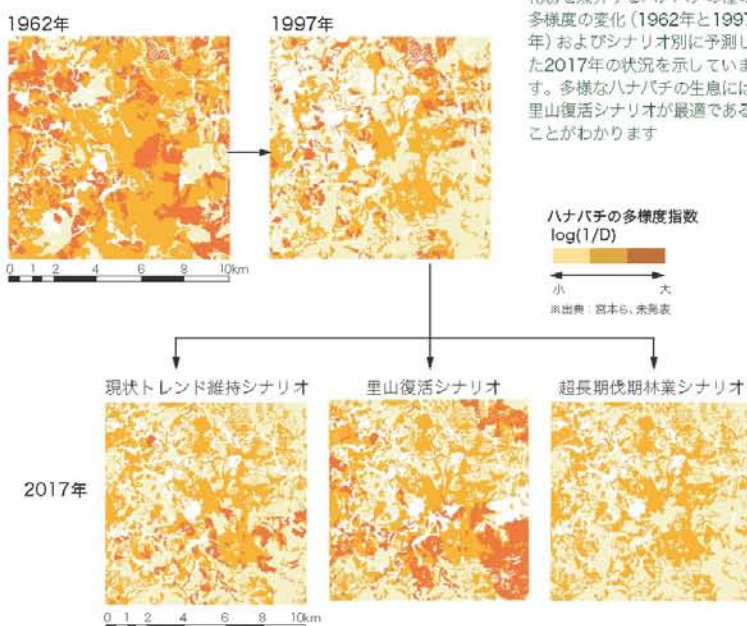 1962年
1997年
多様度の変化（1962年と1997
年）およびシナリオ別に予測し
た2017年の状況を示していま
す。多様なハナバチの生息には
里山復活シナリオが最適である
ことがわかります
ハナバチの多様度指数
log(1/D)
小 大
※出典：宮本ら、未発表
0 1 2 4 6 8 10km
現状トレンド維持シナリオ 里山復活シナリオ 超長期伐期林業シナリオ
2017年
0 1 2 4 6 8 10km